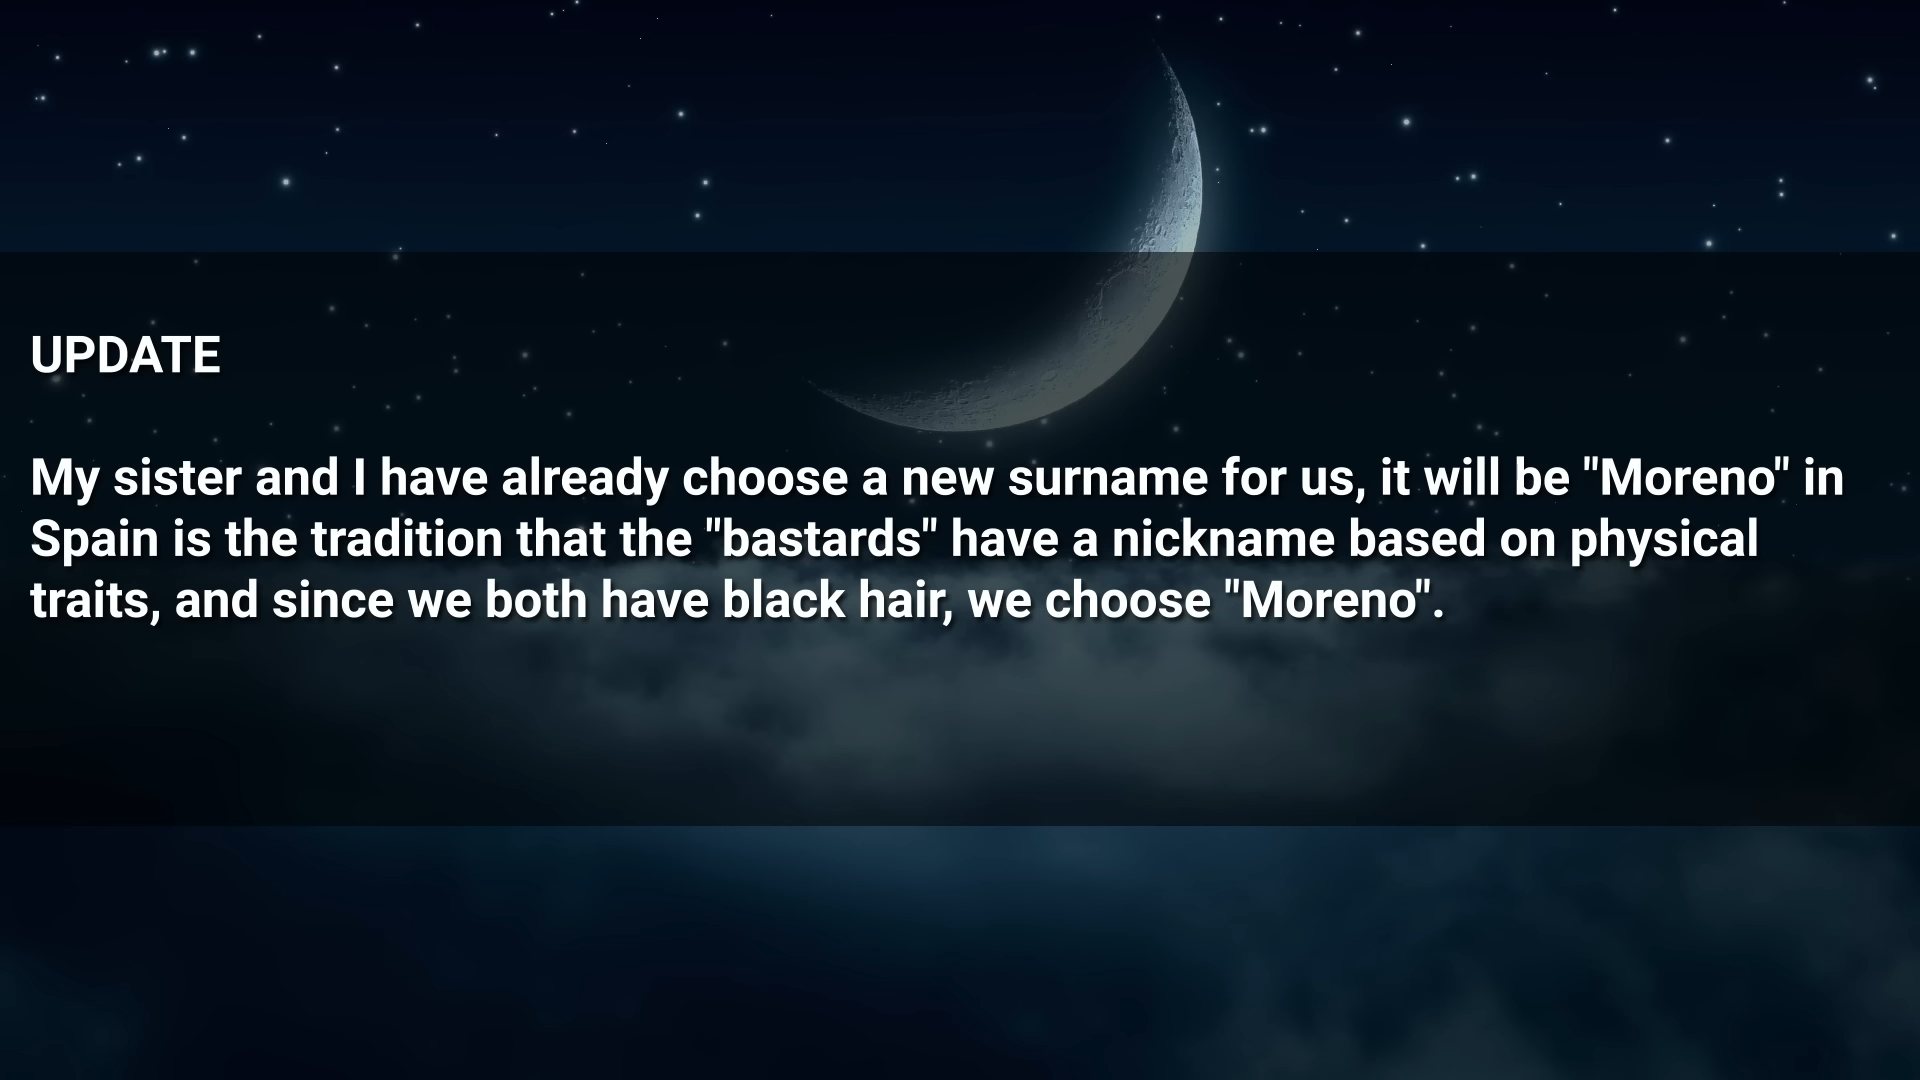 UPDATE
My sister and I have already choose a new surname for us, it will be "Moreno" in
Spain is the tradition that the "bastards" have a nickname based on physical
traits, and since we both have black hair, we choose "Moreno".